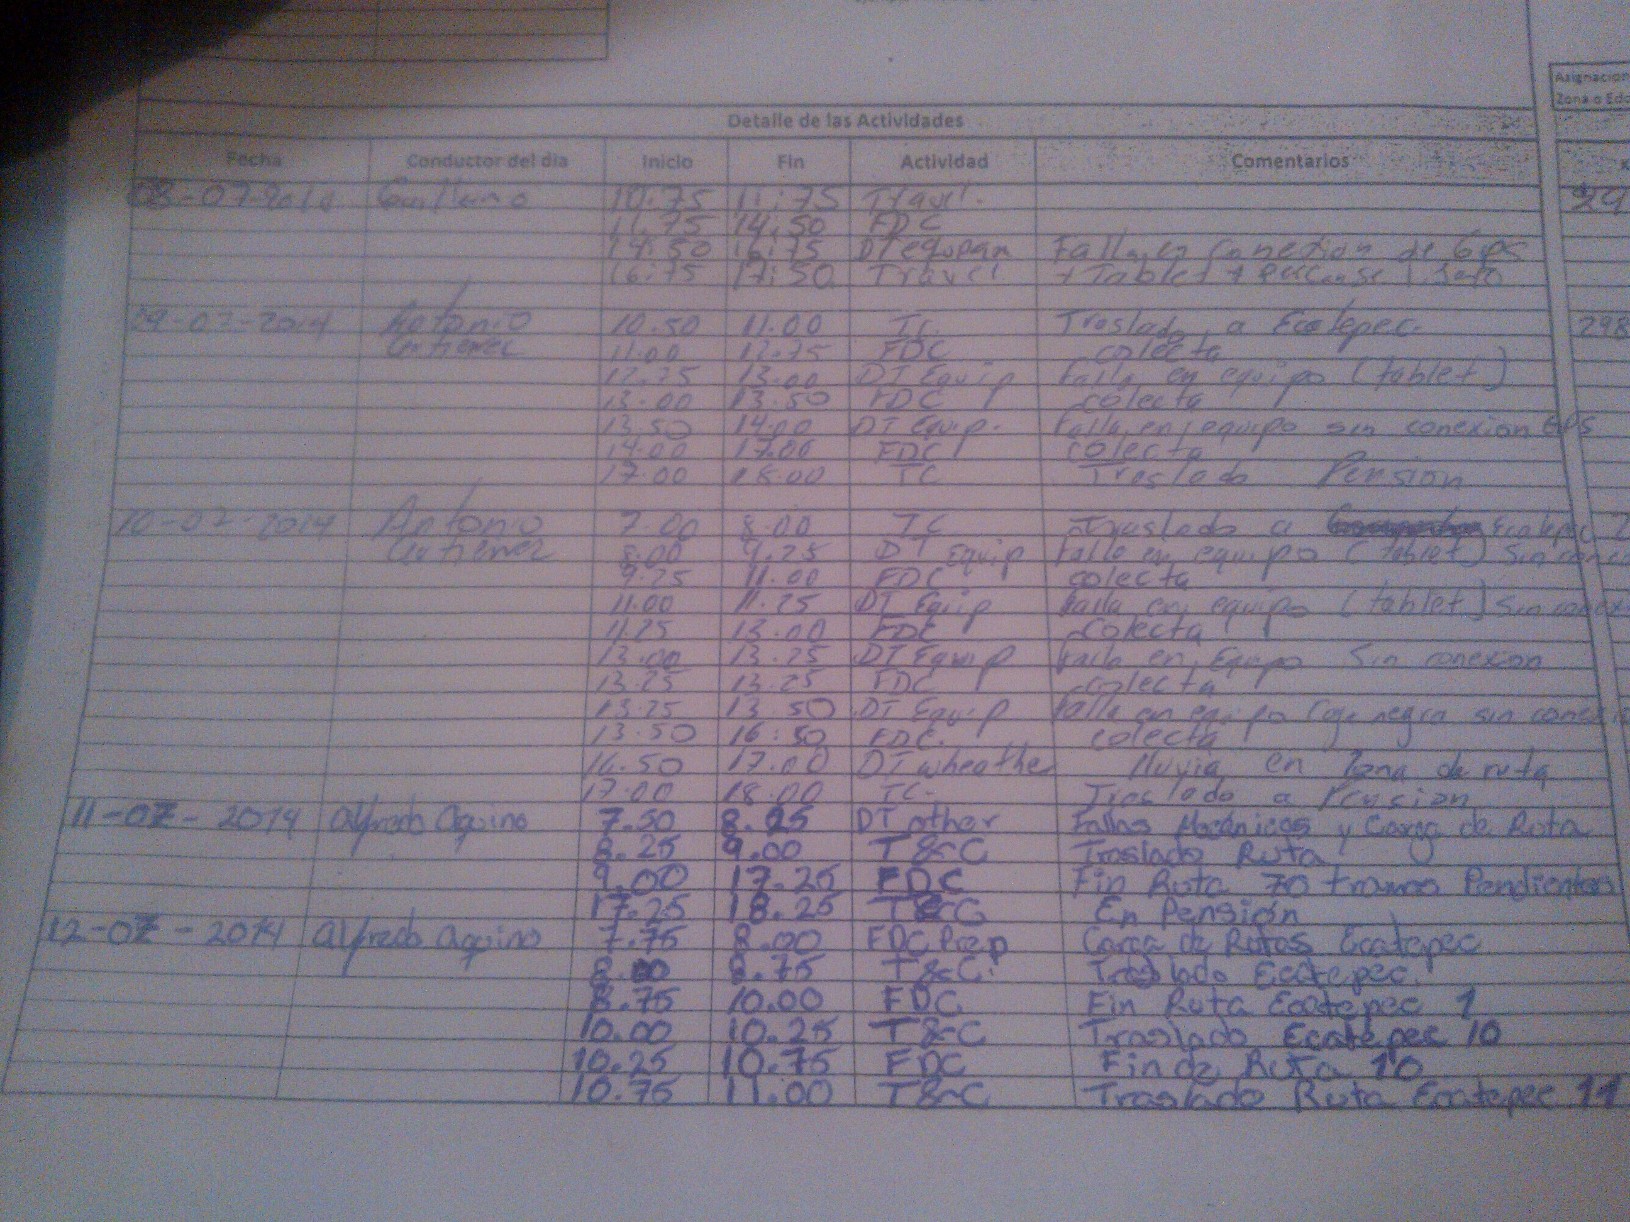 Asignacion
Zona o Edo
Detalle de las Actividades
Fecha Conductor del dia Inicio Fin Actividad Comentarios
08-07-2014 10:75 11:75 Travel.
11.75 14:50 FDC
14:50 16:75 DT equipm Falla en Conexion de Gps
16:75 17:50 Travel + Tablet +
09-07-2014 Antonio 10.50 11.00 TC. Traslado a Ecatepec. 298
Gutierrez 11.00 12.75 FDC colecta
12.75 13.00 DT Equip Falla en equipo (tablet)
13.00 13.50 FDC colecta
13.50 14.00 DT Equip. Falla en equipo sin conexion GPS
14.00 17.00 FDC colecta
17.00 18.00 TC Traslado Pension
10-07-2014 Antonio 7.00 8.00 TC Traslado a Ecatepec
Gutierrez 8.00 9.25 DT Equip Falla en equipo (tablet) Sin conex
9.25 11.00 FDC colecta
11.00 11.25 DT Equip Falla en equipo (tablet) Sin conex
11.25 13.00 FDC Colecta
13.00 13.25 DT Equip Falla en Equipo Sin conexion
13.25 13.25 FDC colecta
13.25 13.50 DT Equip Falla en equipo caja negra sin conex
13.50 16:50 FDC. colecta
16.50 17.00 DT wheather lluvia en zona de ruta
17.00 18.00 TC. Traslado a Pension
11-07-2014 Alfredo Aquino 7.50 8.25 DT other Fallas Mecánicas y Carga de Ruta
8.25 9.00 T&C Traslado Ruta
9.00 17.25 FDC Fin Ruta 70 tramos Pendientes
17.25 18.25 T&C En Pensión
12-07-2014 Alfredo Aquino 7.75 8.00 FDC Prep Carga de Rutas Ecatepec
8.00 8.75 T&C. Traslado Ecatepec.
8.75 10.00 FDC Fin Ruta Ecatepec 1
10.00 10.25 T&C Traslado Ecatepec 10
10.25 10.75 FDC Fin de Ruta 10
10.75 11.00 T&C Traslado Ruta Ecatepec 11